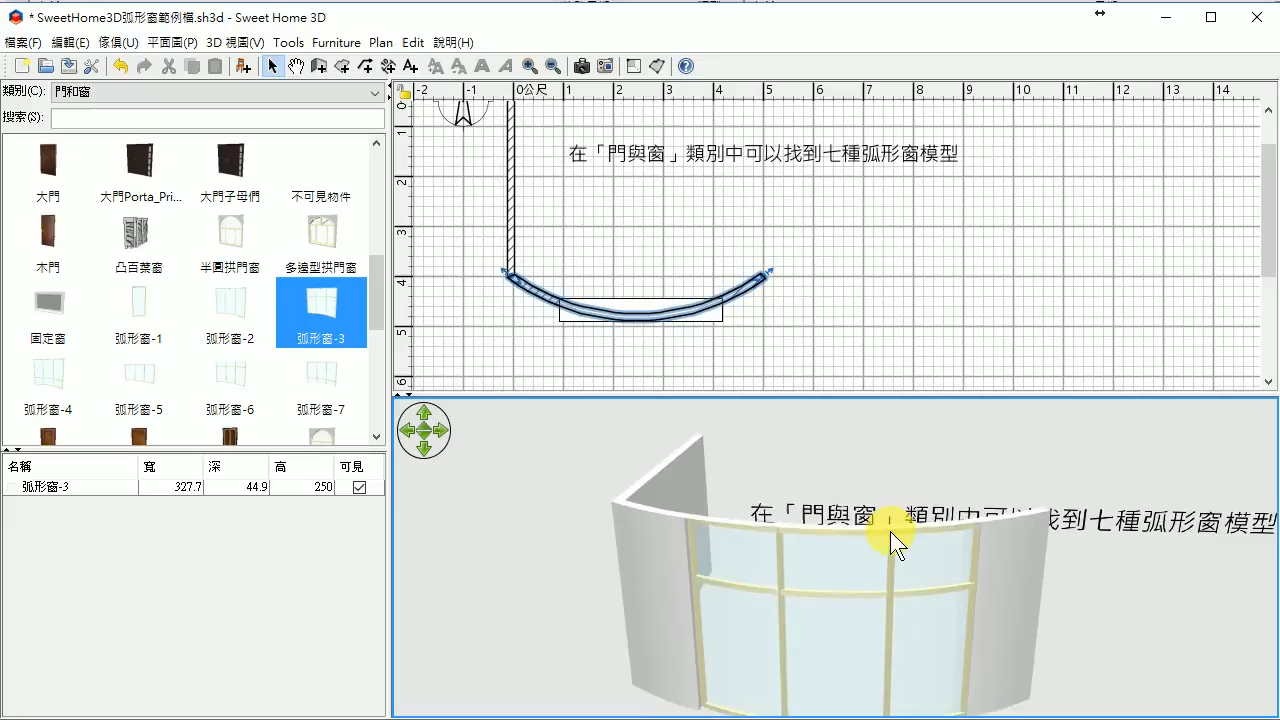 * SweetHome3D弧形窗範例檔.sh3d - Sweet Home 3D
檔案(F) 編輯(E) 傢俱(U) 平面圖(P) 3D 視圖(V) Tools Furniture Plan Edit 說明(H)
類別(C): 門和窗
搜索(S):
大門 大門Porta_Pri... 大門子母們 不可見物件
木門 凸百葉窗 半圓拱門窗 多邊型拱門窗
固定窗 弧形窗-1 弧形窗-2 弧形窗-3
弧形窗-4 弧形窗-5 弧形窗-6 弧形窗-7
名稱 寬 深 高 可見
弧形窗-3 327.7 44.9 250
-2 -1 0公尺 1 2 3 4 5 6 7 8 9 10 11 12 13 14
0
1
2
3
4
5
6
在「門與窗」類別中可以找到七種弧形窗模型
在「門與窗」類別中可以找到七種弧形窗模型